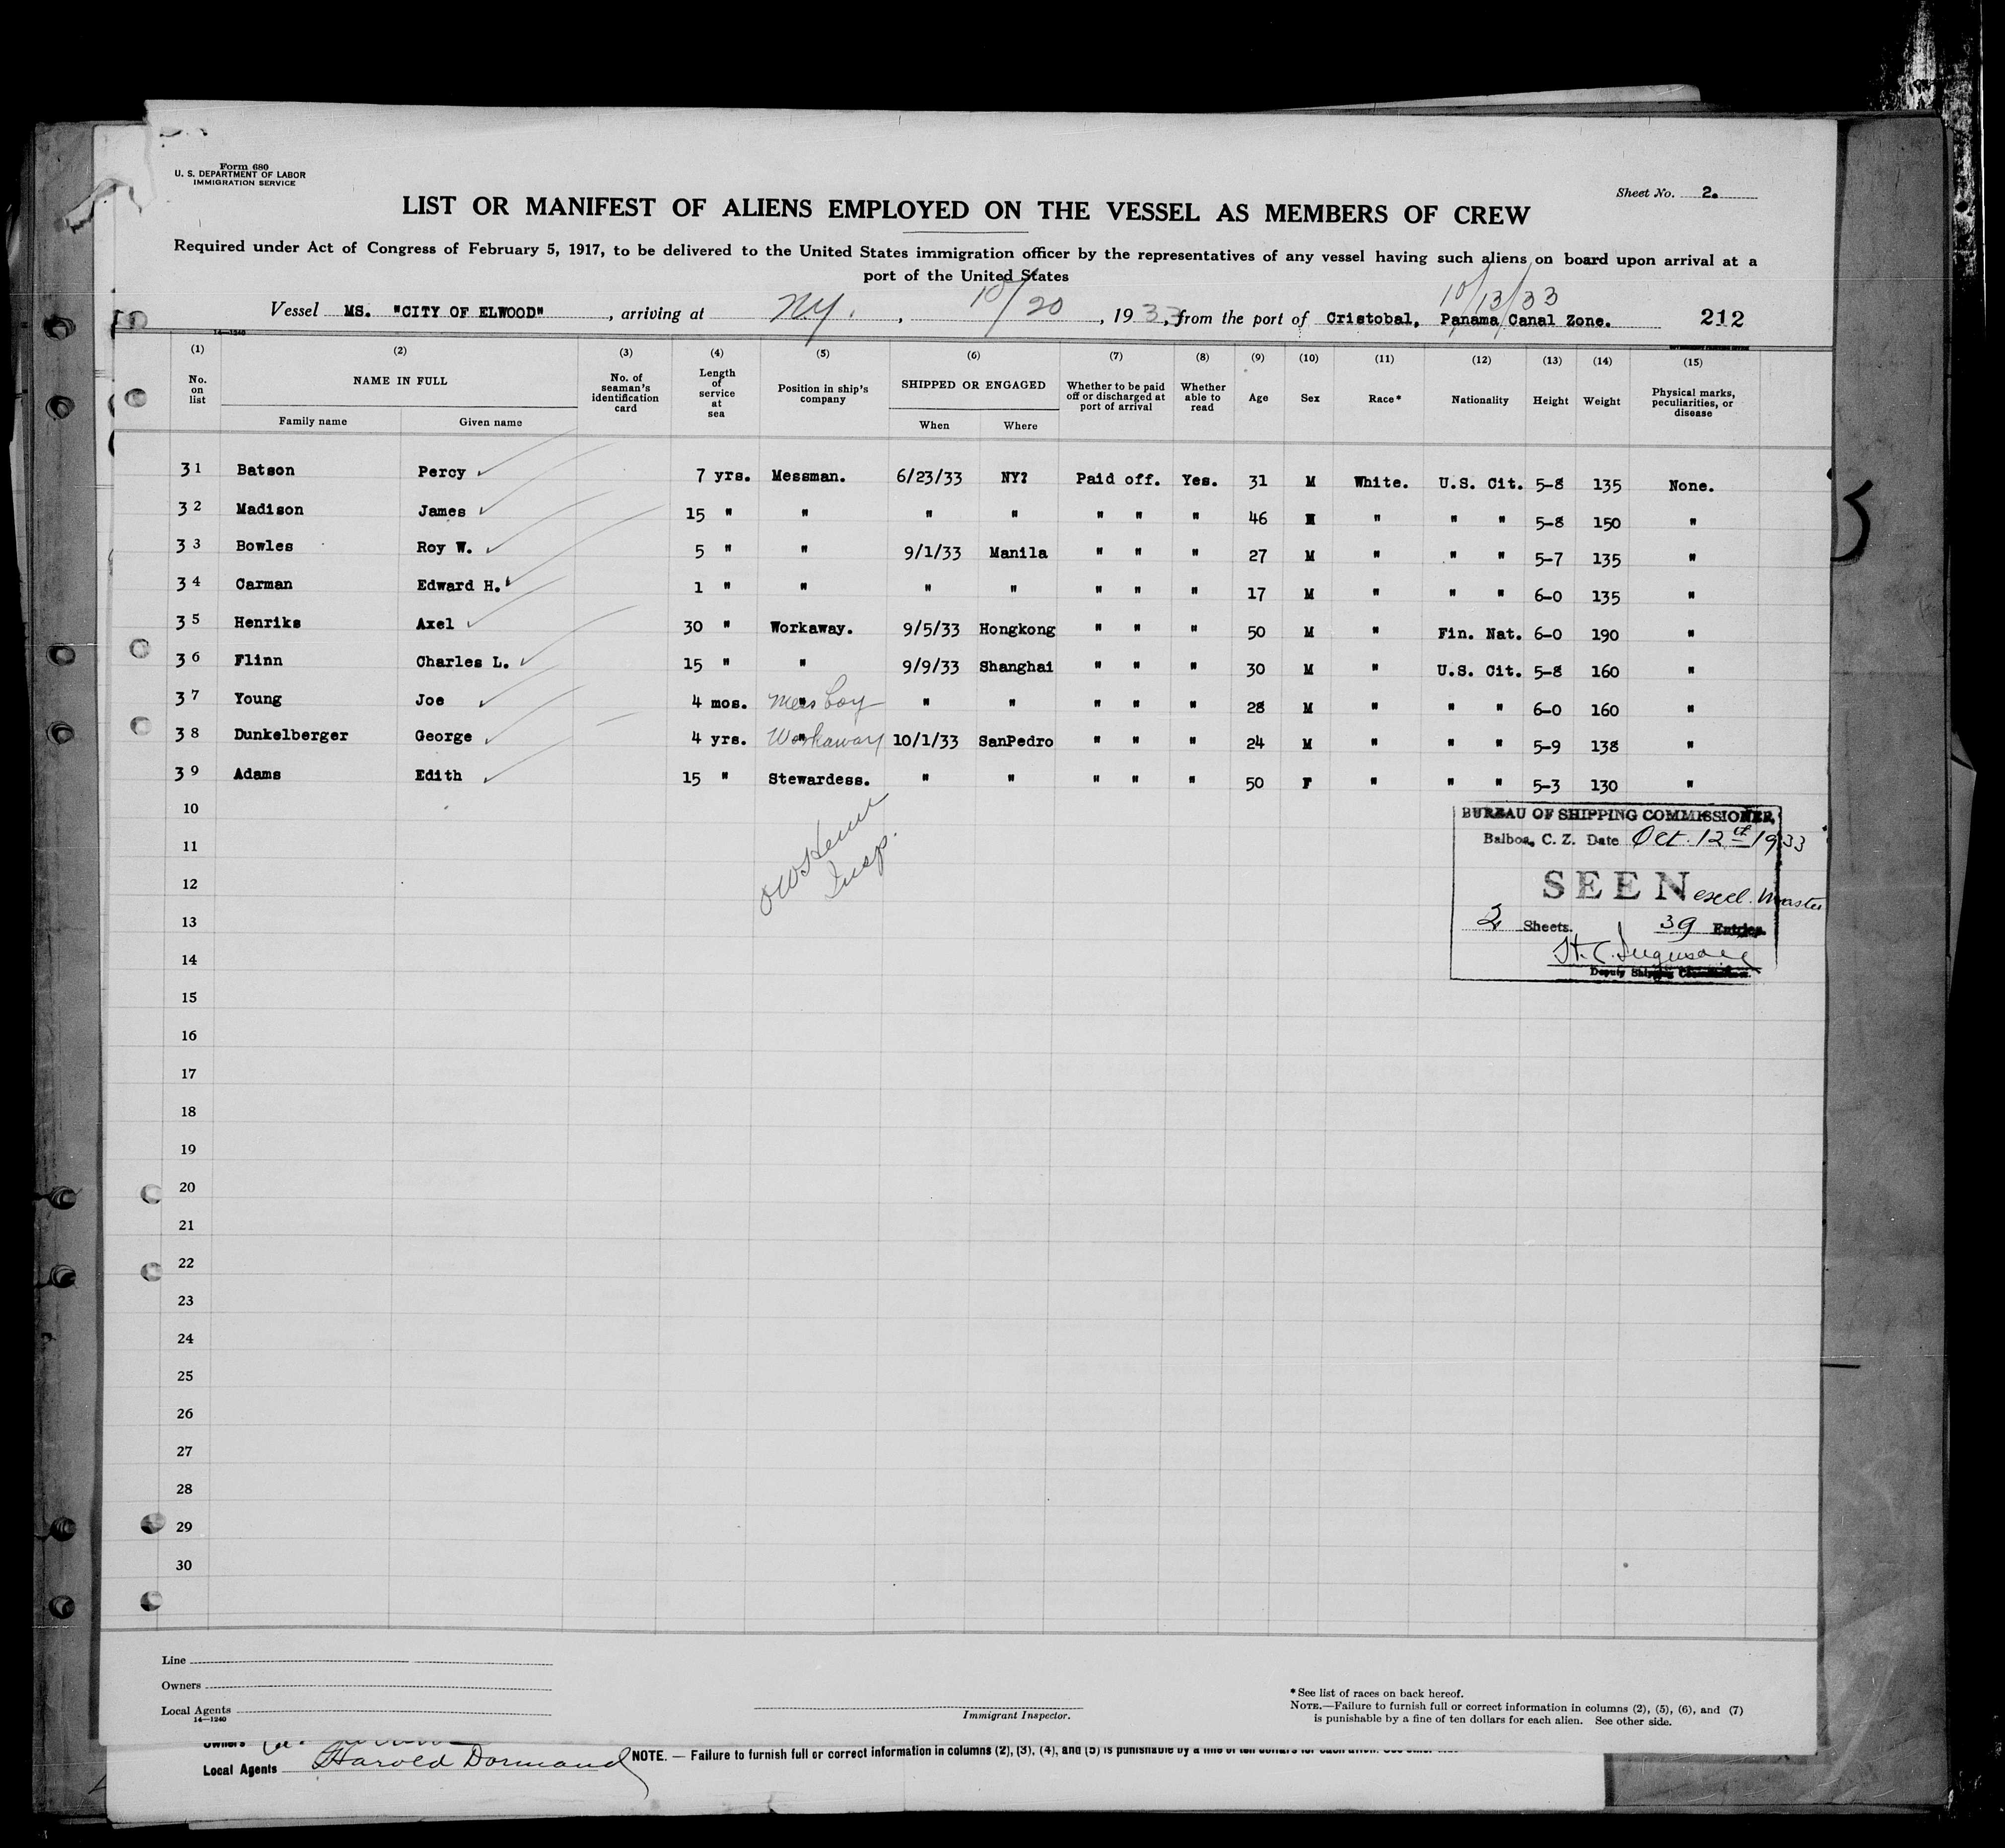 Form 680
U. S. DEPARTMENT OF LABOR
IMMIGRATION SERVICE
Sheet No. 2.
LIST OR MANIFEST OF ALIENS EMPLOYED ON THE VESSEL AS MEMBERS OF CREW
Required under Act of Congress of February 5, 1917, to be delivered to the United States immigration officer by the representatives of any vessel having such aliens on board upon arrival at a
port of the United States
10/13/33
Vessel MS. "CITY OF ELWOOD" , arriving at NY. , 10/20 , 1933, from the port of Cristobal, Panama Canal Zone. 212
14—1240
(1) (2) (3) (4) (5) (6) (7) (8) (9) (10) (11) (12) (13) (14) (15)
No. on list NAME IN FULL Family name Given name No. of seaman's identification card Length of service at sea Position in ship's company SHIPPED OR ENGAGED When Where Whether to be paid off or discharged at port of arrival Whether able to read Age Sex Race* Nationality Height Weight Physical marks, peculiarities, or disease
31 Batson Percy ✓ 7 yrs. Messman. 6/23/33 NY? Paid off. Yes. 31 M White. U.S. Cit. 5-8 135 None.
32 Madison James ✓ 15 " " " " " " " 46 M " " " 5-8 150 "
33 Bowles Roy W. ✓ 5 " " 9/1/33 Manila " " " 27 M " " " 5-7 135 "
34 Carman Edward H. ✓ 1 " " " " " " " 17 M " " " 6-0 135 "
35 Henriks Axel ✓ 30 " Workaway. 9/5/33 Hongkong " " " 50 M " Fin. Nat. 6-0 190 "
36 Flinn Charles L. ✓ 15 " " 9/9/33 Shanghai " " " 30 M " U.S. Cit. 5-8 160 "
37 Young Joe ✓ 4 mos. " Mess boy " " " " " 28 M " " " 6-0 160 "
38 Dunkelberger George ✓ 4 yrs. " Workaway 10/1/33 SanPedro " " " 24 M " " " 5-9 138 "
39 Adams Edith ✓ 15 " Stewardess. " " " " " 50 F " " " 5-3 130 "
10
11
12
13
14
15
16
17
18
19
20
21
22
23
24
25
26
27
28
29
30
Insp.
BUREAU OF SHIPPING COMMISSIONER,
Balboa, C. Z. Date Oct. 12th 1933
SEEN excl. Master
2 Sheets. 39 Entries.
H. C. Ferguson
Deputy Shipping Commissioner.
Line
Owners
Local Agents
14—1240
Immigrant Inspector.
*See list of races on back hereof.
NOTE.—Failure to furnish full or correct information in columns (2), (5), (6), and (7)
is punishable by a fine of ten dollars for each alien. See other side.
Owners
Local Agents Harold Dormand
NOTE. — Failure to furnish full or correct information in columns (2), (3), (4), and (5) is punishable by a fine of ten dollars for each alien.